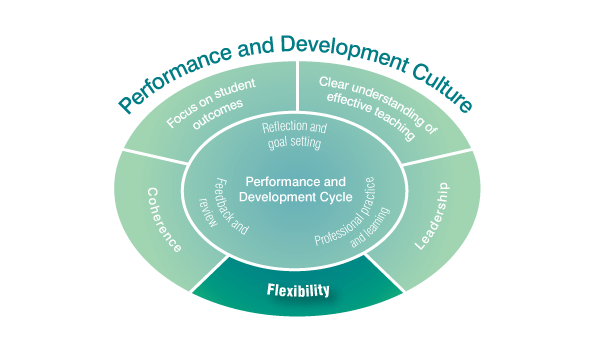 Performance and Development Culture
Focus on student
outcomes
Clear understanding of
effective teaching
Reflection and
goal setting
Performance and
Development Cycle
Feedback and
review
Professional practice
and learning
Coherence
Leadership
Flexibility